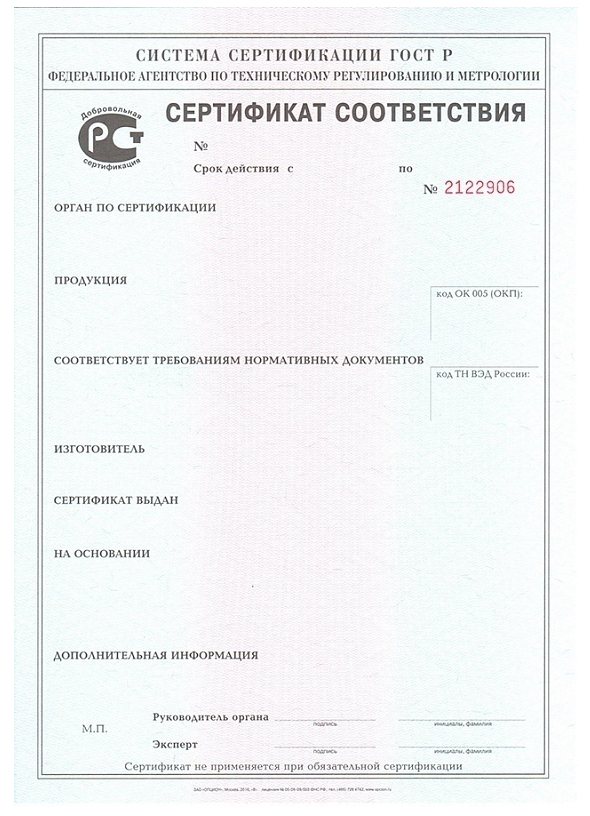 СИСТЕМА СЕРТИФИКАЦИИ ГОСТ Р
ФЕДЕРАЛЬНОЕ АГЕНТСТВО ПО ТЕХНИЧЕСКОМУ РЕГУЛИРОВАНИЮ И МЕТРОЛОГИИ
Добровольная
РСТ
сертификация
СЕРТИФИКАТ СООТВЕТСТВИЯ
№
Срок действия с по
№ 2122906
ОРГАН ПО СЕРТИФИКАЦИИ
ПРОДУКЦИЯ
код ОК 005 (ОКП):
СООТВЕТСТВУЕТ ТРЕБОВАНИЯМ НОРМАТИВНЫХ ДОКУМЕНТОВ
код ТН ВЭД России:
ИЗГОТОВИТЕЛЬ
СЕРТИФИКАТ ВЫДАН
НА ОСНОВАНИИ
ДОПОЛНИТЕЛЬНАЯ ИНФОРМАЦИЯ
М.П.
Руководитель органа
подпись инициалы, фамилия
Эксперт
подпись инициалы, фамилия
Сертификат не применяется при обязательной сертификации
ЗАО «ОПЦИОН», Москва,